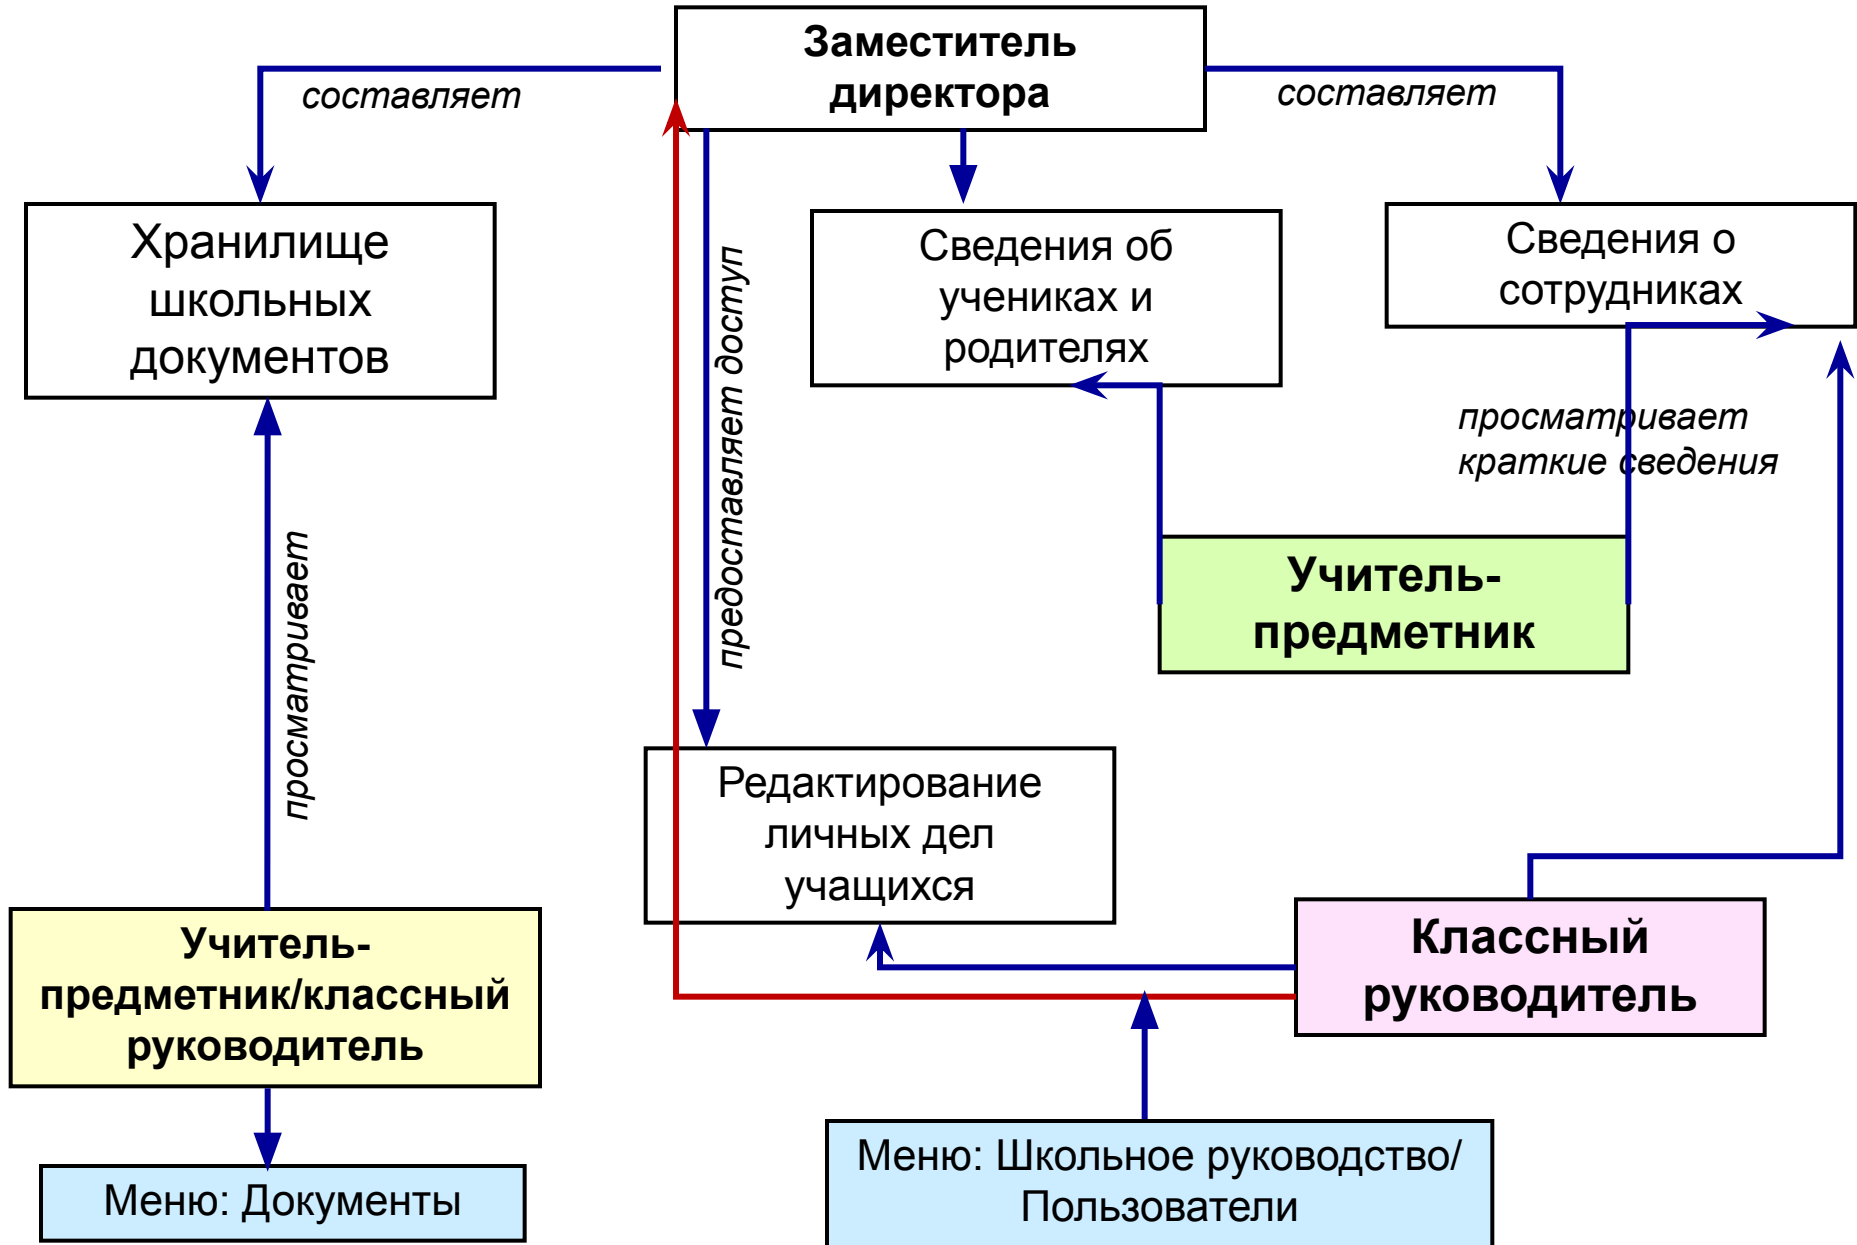 Заместитель
директора
составляет
составляет
Хранилище
школьных
документов
Сведения об
учениках и
родителях
Сведения о
сотрудниках
предоставляет доступ
просматривает
краткие сведения
просматривает
Учитель-
предметник
Редактирование
личных дел
учащихся
Учитель-
предметник/классный
руководитель
Классный
руководитель
Меню: Документы
Меню: Школьное руководство/
Пользователи